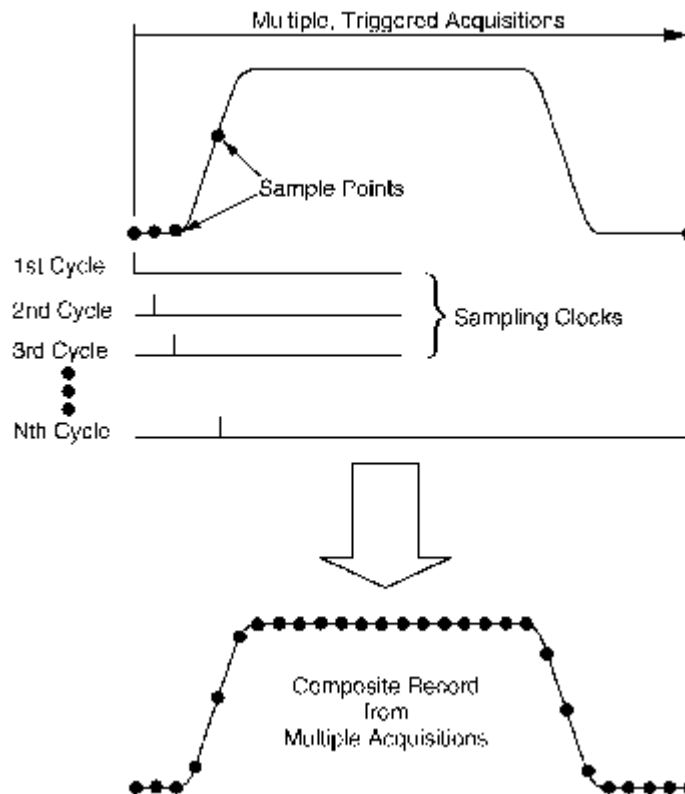 Multiple, Triggered Acquisitions
Sample Points
1st Cycle
2nd Cycle
3rd Cycle
Sampling Clocks
Nth Cycle
Composite Record
from
Multiple Acquisitions